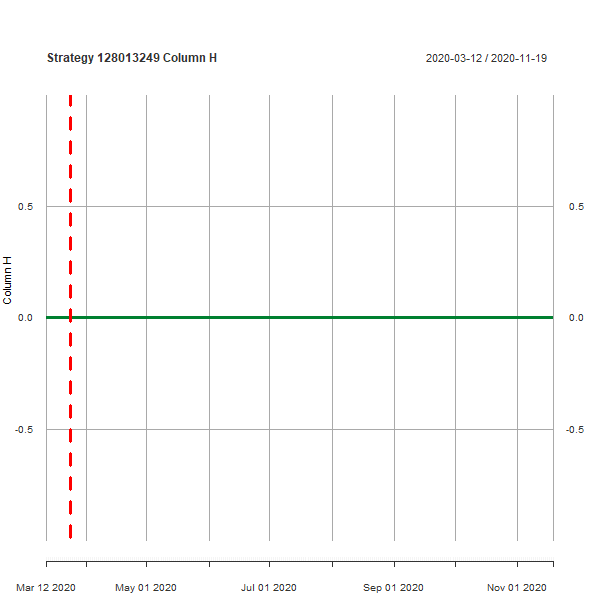 Strategy 128013249 Column H
2020-03-12 / 2020-11-19
0.5
0.5
Column H
0.0
0.0
-0.5
-0.5
Mar 12 2020
May 01 2020
Jul 01 2020
Sep 01 2020
Nov 01 2020